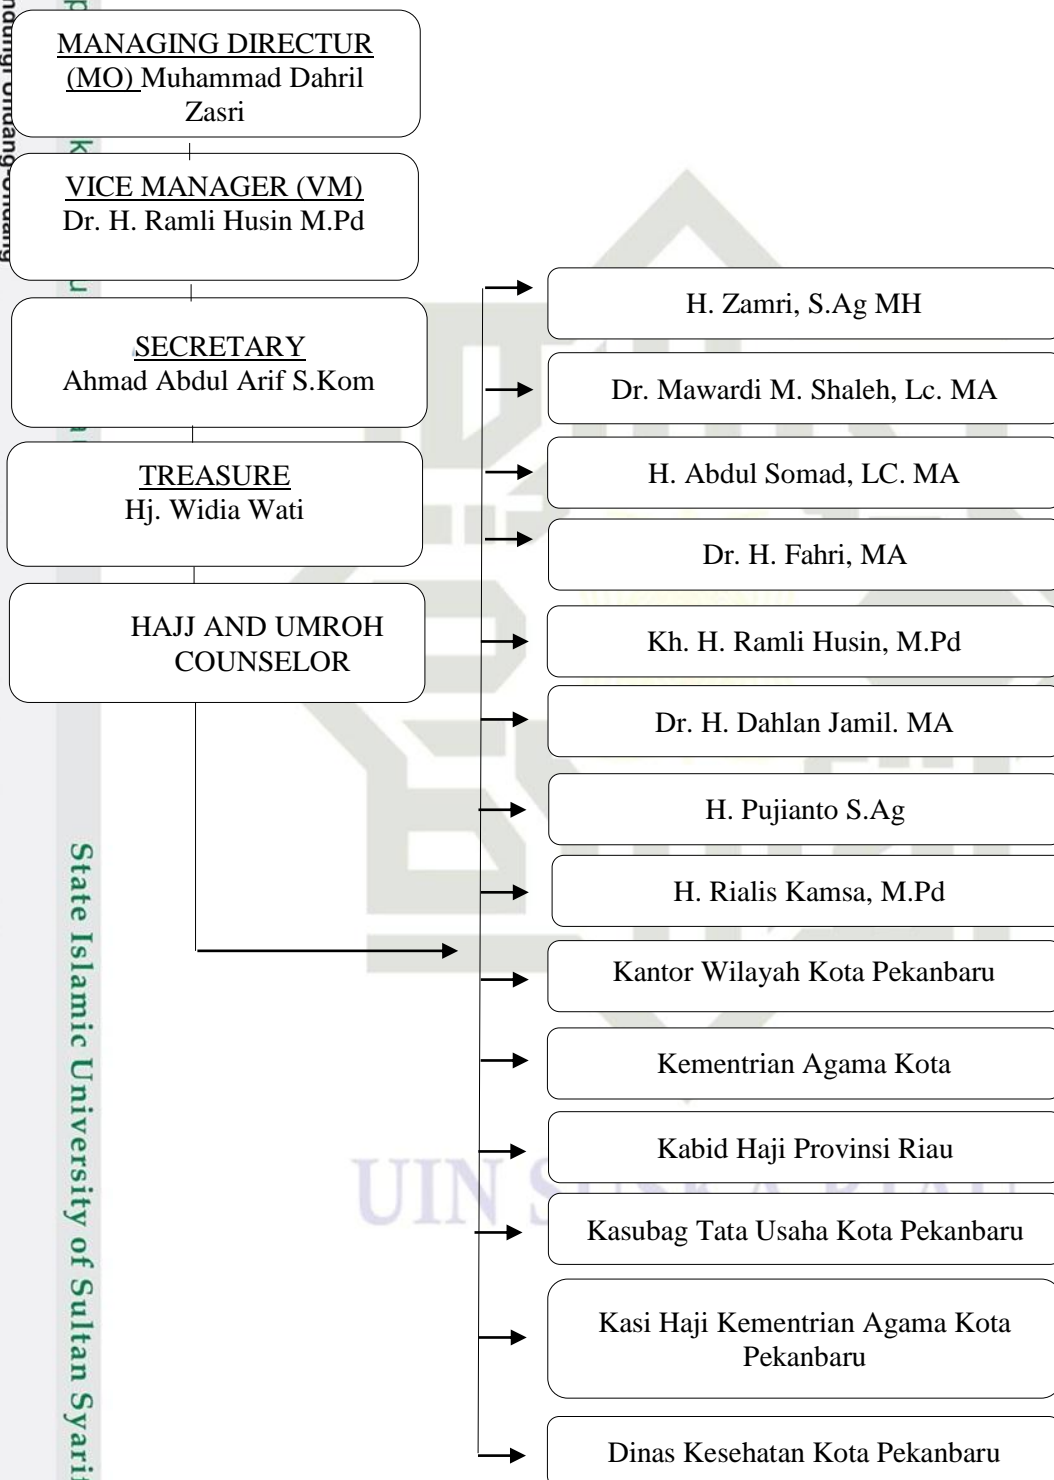 MANAGING DIRECTUR
(MO) Muhammad Dahril
Zasri
VICE MANAGER (VM)
Dr. H. Ramli Husin M.Pd
SECRETARY
Ahmad Abdul Arif S.Kom
TREASURE
Hj. Widia Wati
HAJJ AND UMROH
COUNSELOR
H. Zamri, S.Ag MH
Dr. Mawardi M. Shaleh, Lc. MA
H. Abdul Somad, LC. MA
Dr. H. Fahri, MA
Kh. H. Ramli Husin, M.Pd
Dr. H. Dahlan Jamil. MA
H. Pujianto S.Ag
H. Rialis Kamsa, M.Pd
Kantor Wilayah Kota Pekanbaru
Kementrian Agama Kota
Kabid Haji Provinsi Riau
Kasubag Tata Usaha Kota Pekanbaru
Kasi Haji Kementrian Agama Kota
Pekanbaru
Dinas Kesehatan Kota Pekanbaru
State Islamic University of Sultan Syarif
UIN